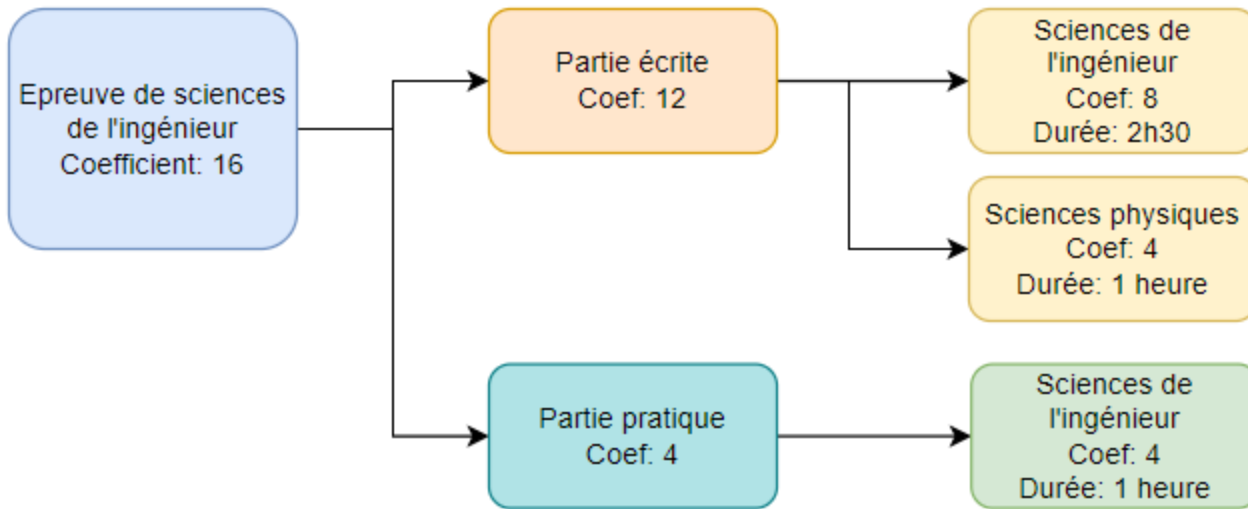 Epreuve de sciences
de l'ingénieur
Coefficient: 16
Partie écrite
Coef: 12
Sciences de
l'ingénieur
Coef: 8
Durée: 2h30
Sciences physiques
Coef: 4
Durée: 1 heure
Partie pratique
Coef: 4
Sciences de
l'ingénieur
Coef: 4
Durée: 1 heure